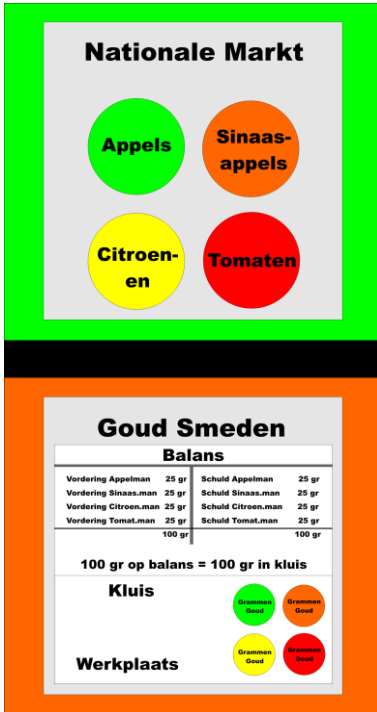 Nationale Markt
Appels
Sinaas-
appels
Citroen-
en
Tomaten
Goud Smeden
Balans
Vordering Appelman 25 gr Schuld Appelman 25 gr
Vordering Sinaas.man 25 gr Schuld Sinaas.man 25 gr
Vordering Citroen.man 25 gr Schuld Citroen.man 25 gr
Vordering Tomat.man 25 gr Schuld Tomat.man 25 gr
100 gr 100 gr
100 gr op balans = 100 gr in kluis
Kluis
Grammen
Goud
Grammen
Goud
Grammen
Goud
Grammen
Goud
Werkplaats